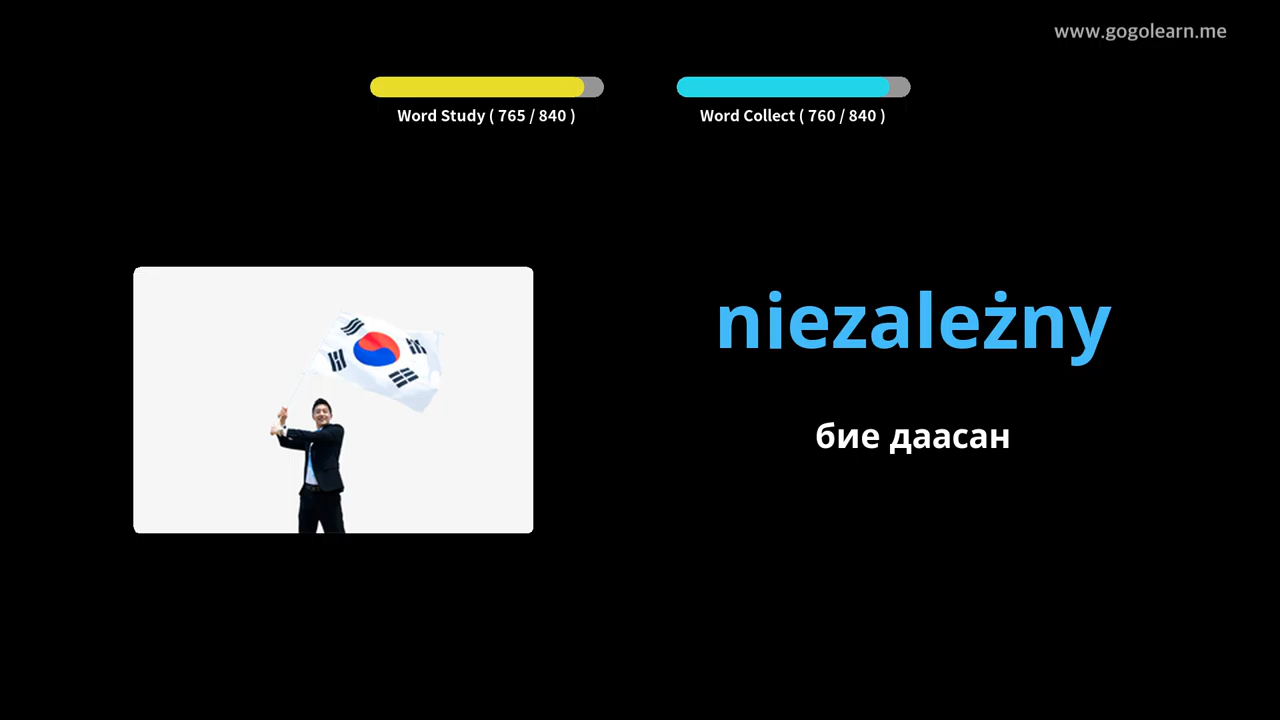 www.gogolearn.me
Word Study ( 765 / 840 )
Word Collect ( 760 / 840 )
niezależny
бие даасан